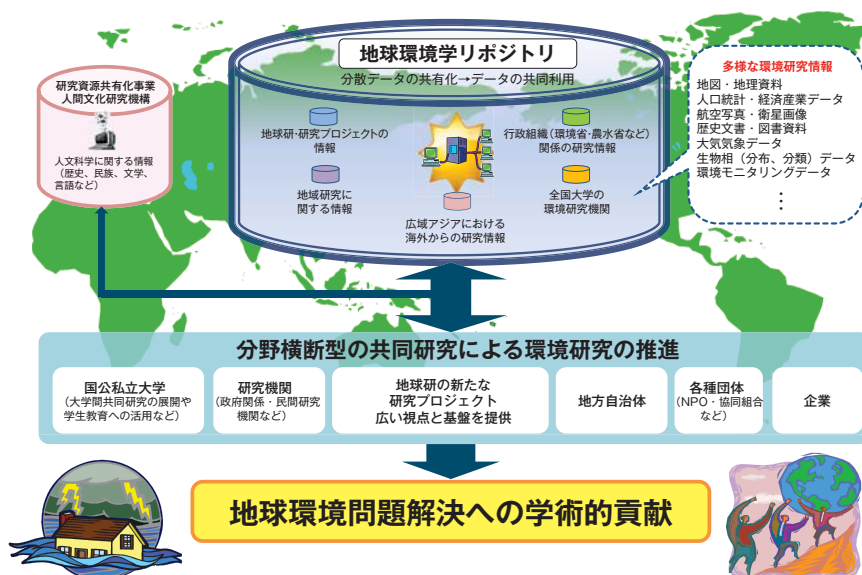 地球環境学リポジトリ
分散データの共有化→データの共同利用
研究資源共有化事業
人間文化研究機構
人文科学に関する情報
（歴史、民族、文学、
言語など）
地球研・研究プロジェクトの
情報
行政組織（環境省・農水省など）
関係の研究情報
地域研究に
関する情報
全国大学の
環境研究機関
広域アジアにおける
海外からの研究情報
多様な環境研究情報
地図・地理資料
人口統計・経済産業データ
航空写真・衛星画像
歴史文書・図書資料
大気気象データ
生物相（分布、分類）データ
環境モニタリングデータ
⋮
分野横断型の共同研究による環境研究の推進
国公私立大学
（大学間共同研究の展開や
学生教育への活用など）
研究機関
（政府関係・民間研究
機関など）
地球研の新たな
研究プロジェクト
広い視点と基盤を提供
地方自治体
各種団体
（NPO・協同組合
など）
企業
地球環境問題解決への学術的貢献